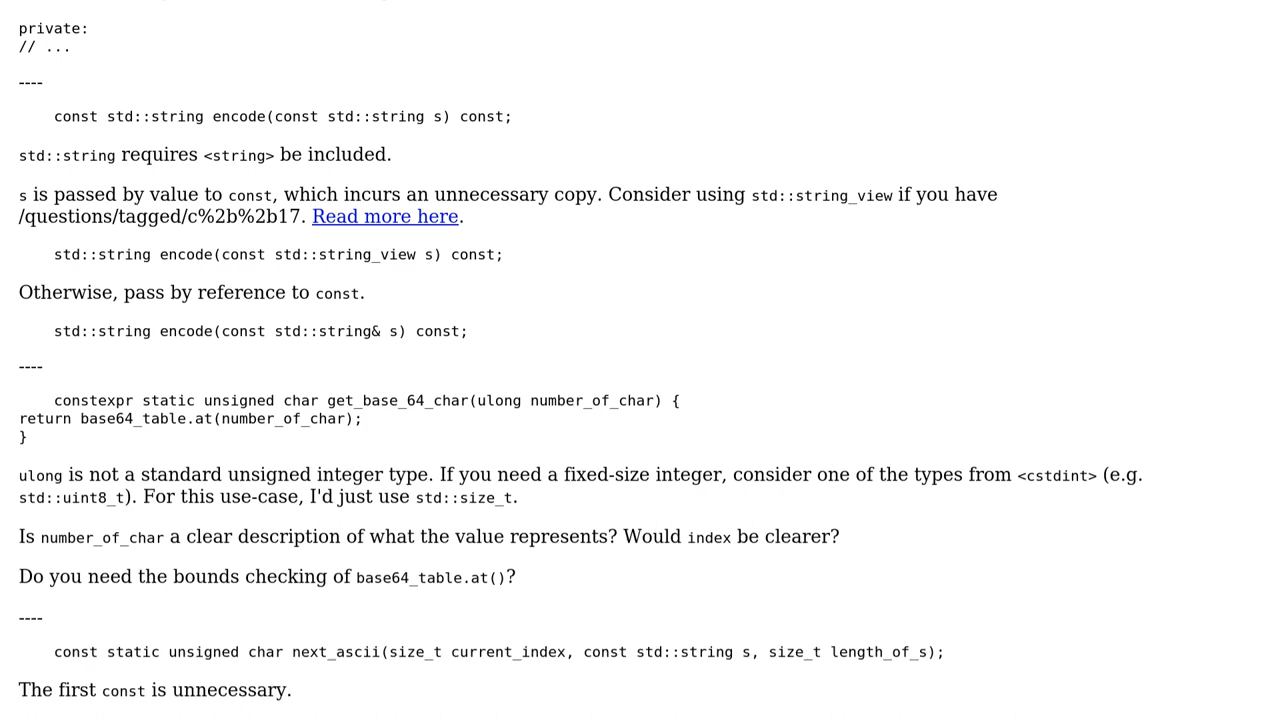 private:
// ...
----
const std::string encode(const std::string s) const;
std::string requires <string> be included.
s is passed by value to const, which incurs an unnecessary copy. Consider using std::string_view if you have
/questions/tagged/c%2b%2b17. Read more here.
std::string encode(const std::string_view s) const;
Otherwise, pass by reference to const.
std::string encode(const std::string& s) const;
----
constexpr static unsigned char get_base_64_char(ulong number_of_char) {
return base64_table.at(number_of_char);
}
ulong is not a standard unsigned integer type. If you need a fixed-size integer, consider one of the types from <cstdint> (e.g.
std::uint8_t). For this use-case, I'd just use std::size_t.
Is number_of_char a clear description of what the value represents? Would index be clearer?
Do you need the bounds checking of base64_table.at()?
----
const static unsigned char next_ascii(size_t current_index, const std::string s, size_t length_of_s);
The first const is unnecessary.